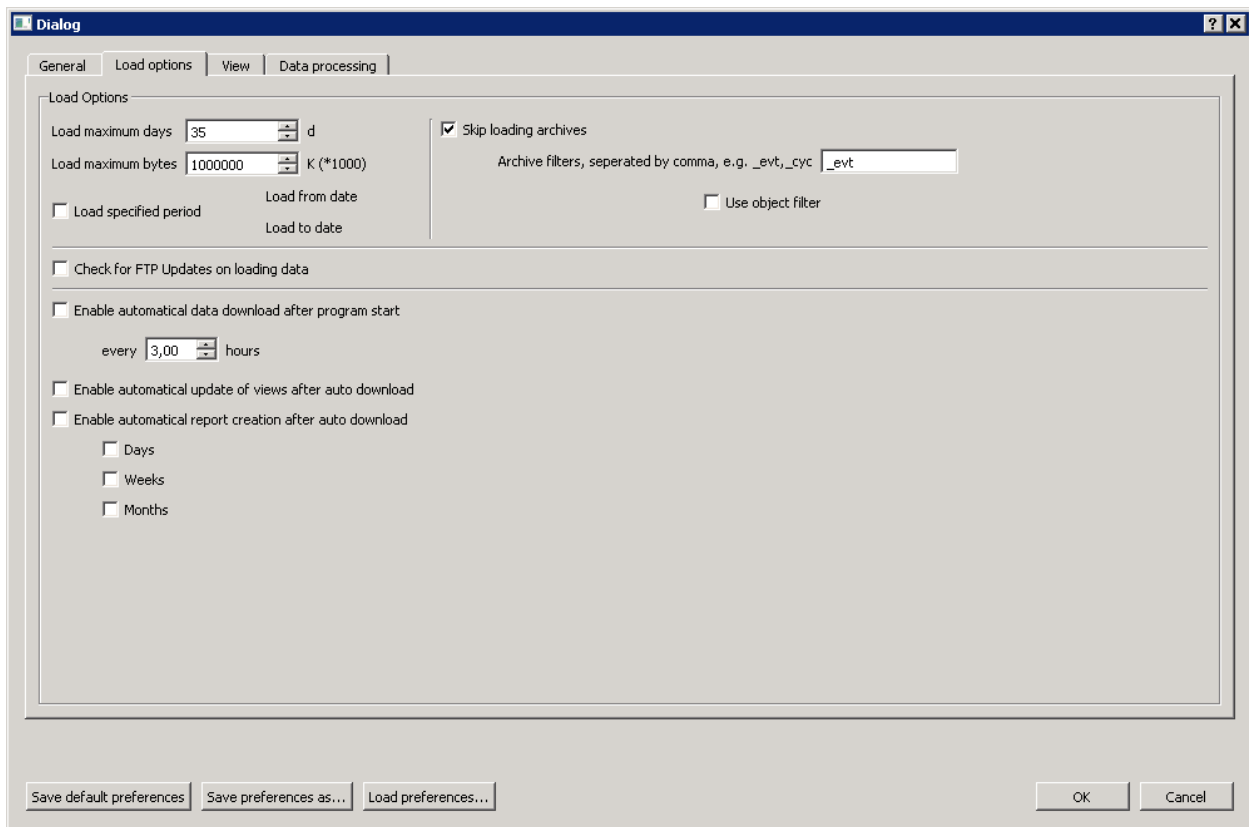 Dialog
General Load options View Data processing
Load Options
Load maximum days 35 d
Load maximum bytes 1000000 K (*1000)
Load specified period
Load from date
Load to date
Skip loading archives
Archive filters, seperated by comma, e.g. _evt,_cyc _evt
Use object filter
Check for FTP Updates on loading data
Enable automatical data download after program start
every 3,00 hours
Enable automatical update of views after auto download
Enable automatical report creation after auto download
Days
Weeks
Months
Save default preferences Save preferences as... Load preferences... OK Cancel